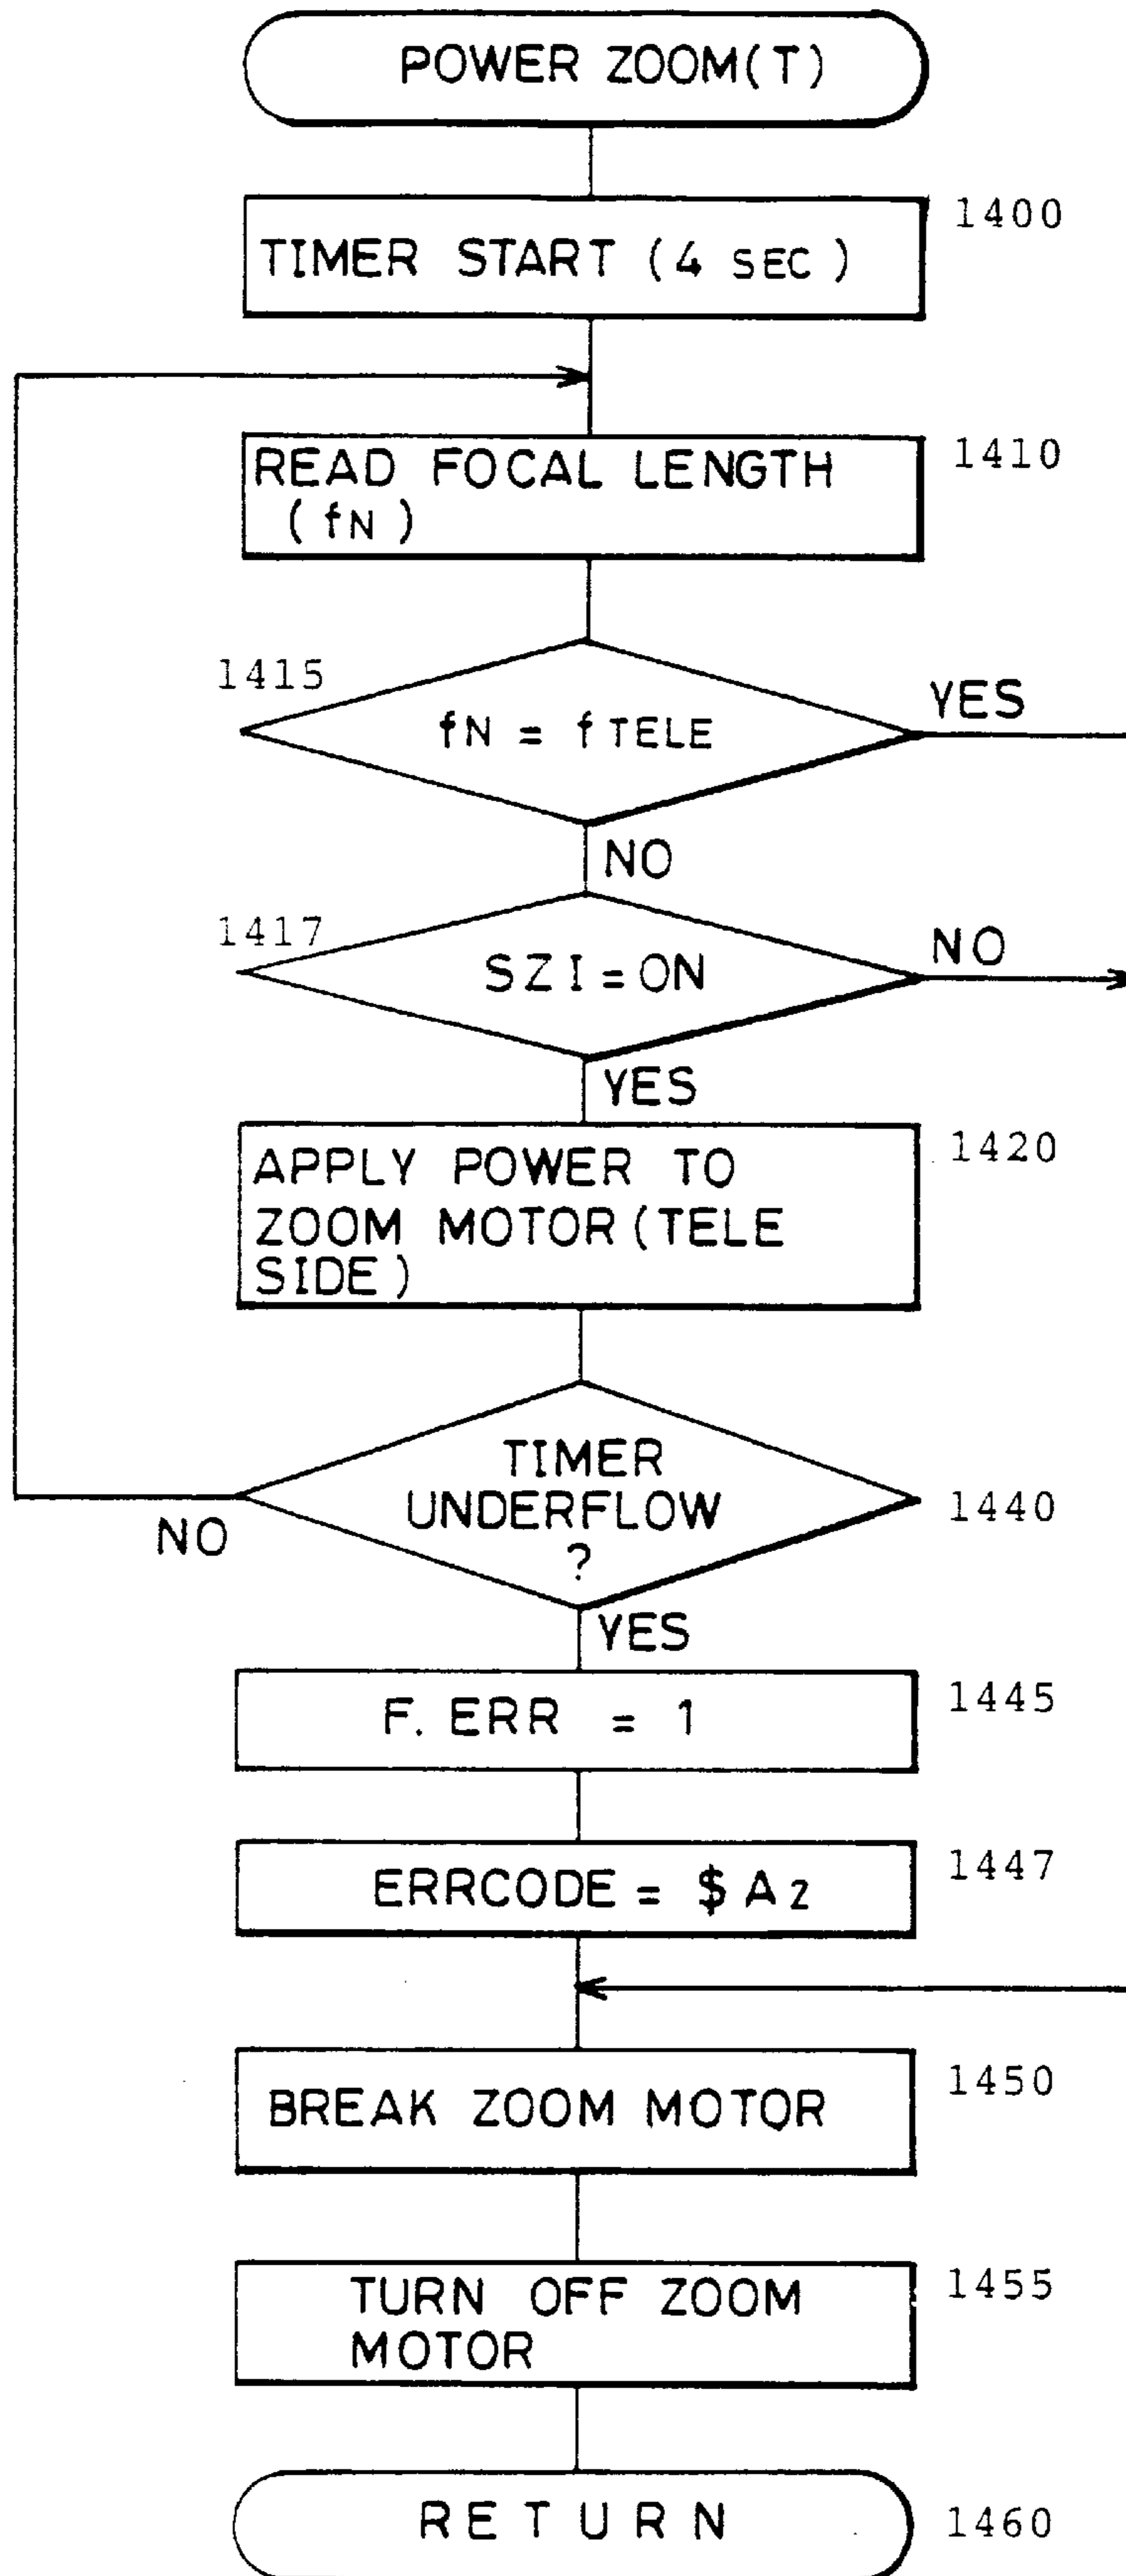 POWER ZOOM(T)
1400
TIMER START (4 SEC)
1410
READ FOCAL LENGTH
(fN)
1415
fN = fTELE
YES
NO
1417
SZI=ON
NO
YES
1420
APPLY POWER TO
ZOOM MOTOR(TELE
SIDE)
TIMER
UNDERFLOW
?
1440
NO
YES
F.ERR = 1
1445
ERRCODE = $A2
1447
BREAK ZOOM MOTOR
1450
TURN OFF ZOOM
MOTOR
1455
RETURN
1460